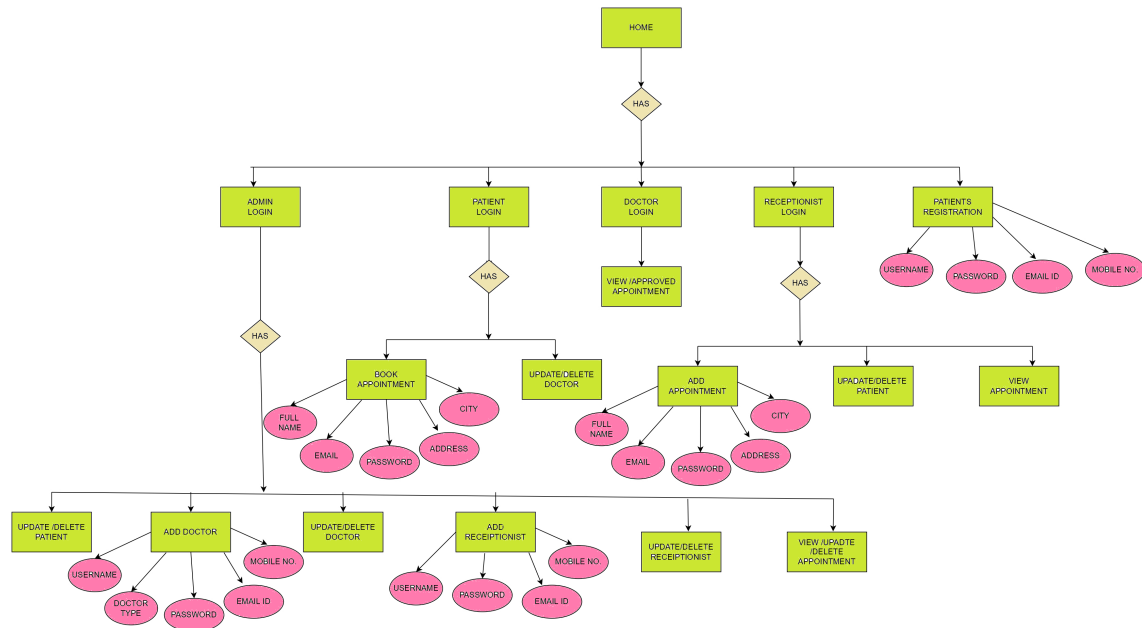 HOME
HAS
ADMIN
LOGIN
PATIENT
LOGIN
DOCTOR
LOGIN
RECEPTIONIST
LOGIN
PATIENTS
REGISTRATION
USERNAME
PASSWORD
EMAIL ID
MOBILE NO.
HAS
VIEW /APPROVED
APPOINTMENT
HAS
HAS
BOOK
APPOINTMENT
UPDATE/DELETE
DOCTOR
ADD
APPOINTMENT
UPADATE/DELETE
PATIENT
VIEW
APPOINTMENT
FULL
NAME
EMAIL
PASSWORD
ADDRESS
CITY
FULL
NAME
EMAIL
PASSWORD
ADDRESS
CITY
UPDATE /DELETE
PATIENT
ADD DOCTOR
UPDATE/DELETE
DOCTOR
ADD
RECEIPTIONIST
UPDATE/DELETE
RECEIPTIONIST
VIEW /UPADTE
/DELETE
APPOINTMENT
USERNAME
DOCTOR
TYPE
PASSWORD
EMAIL ID
MOBILE NO.
USERNAME
PASSWORD
EMAIL ID
MOBILE NO.